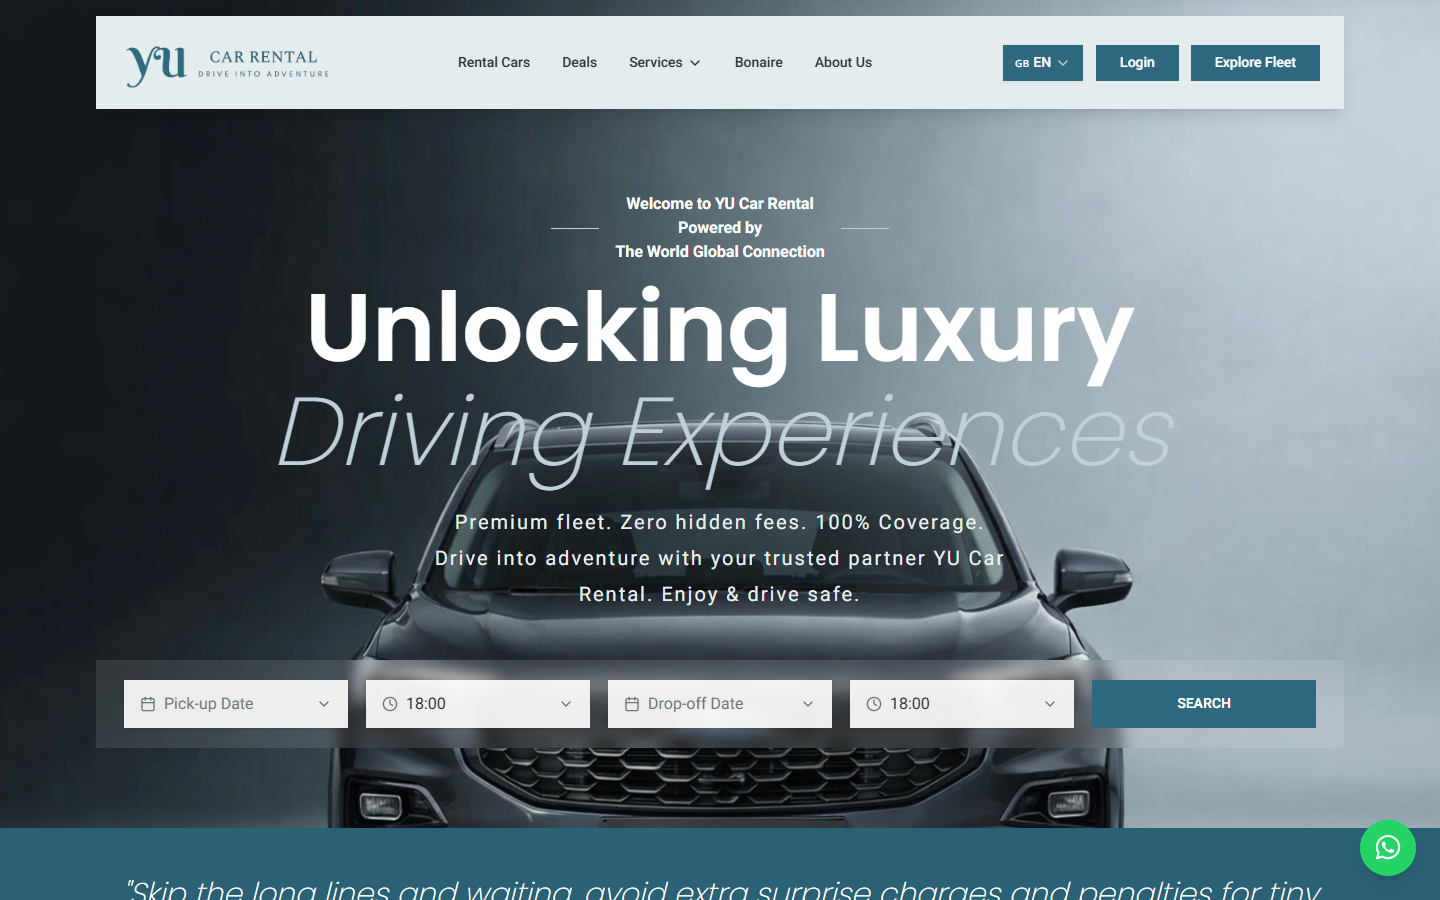 yu CAR RENTAL
DRIVE INTO ADVENTURE
Rental Cars
Deals
Services
Bonaire
About Us
GB EN
Login
Explore Fleet
Welcome to YU Car Rental
Powered by
The World Global Connection
Unlocking Luxury
Driving Experiences
Premium fleet. Zero hidden fees. 100% Coverage.
Drive into adventure with your trusted partner YU Car
Rental. Enjoy & drive safe.
Pick-up Date
18:00
Drop-off Date
18:00
SEARCH
"Skip the long lines and waiting, avoid extra surprise charges and penalties for tiny